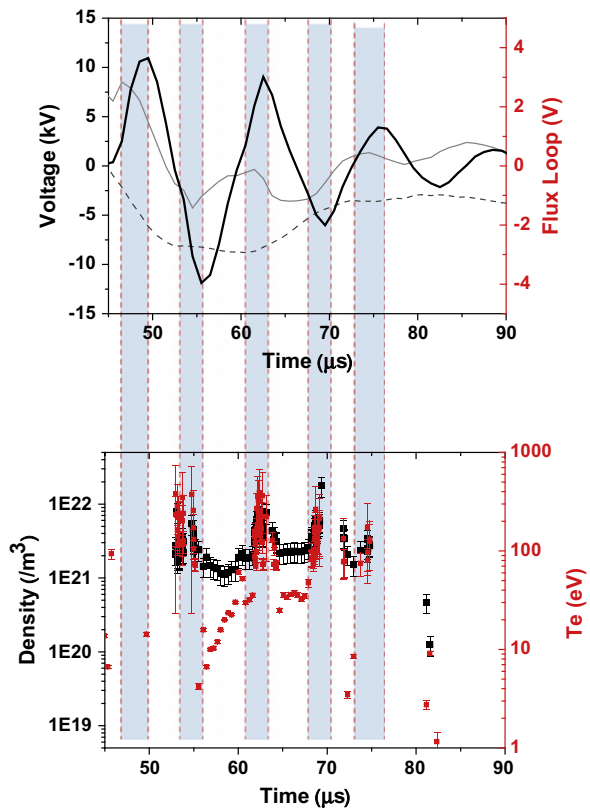 15
10
5
0
-5
-10
-15
Voltage (kV)
4
2
0
-2
-4
Flux Loop (V)
50 60 70 80 90
Time (μs)
1E22
1E21
1E20
1E19
Density (/m³)
1000
100
10
1
Te (eV)
50 60 70 80 90
Time (μs)